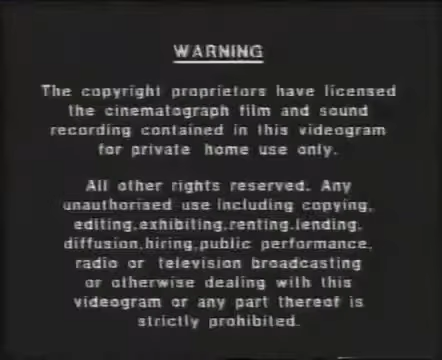 WARNING
The copyright proprietors have licensed
the cinematograph film and sound
recording contained in this videogram
for private home use only.
All other rights reserved. Any
unauthorised use including copying,
editing,exhibiting,renting,lending,
diffusion,hiring,public performance,
radio or television broadcasting
or otherwise dealing with this
videogram or any part thereof is
strictly prohibited.